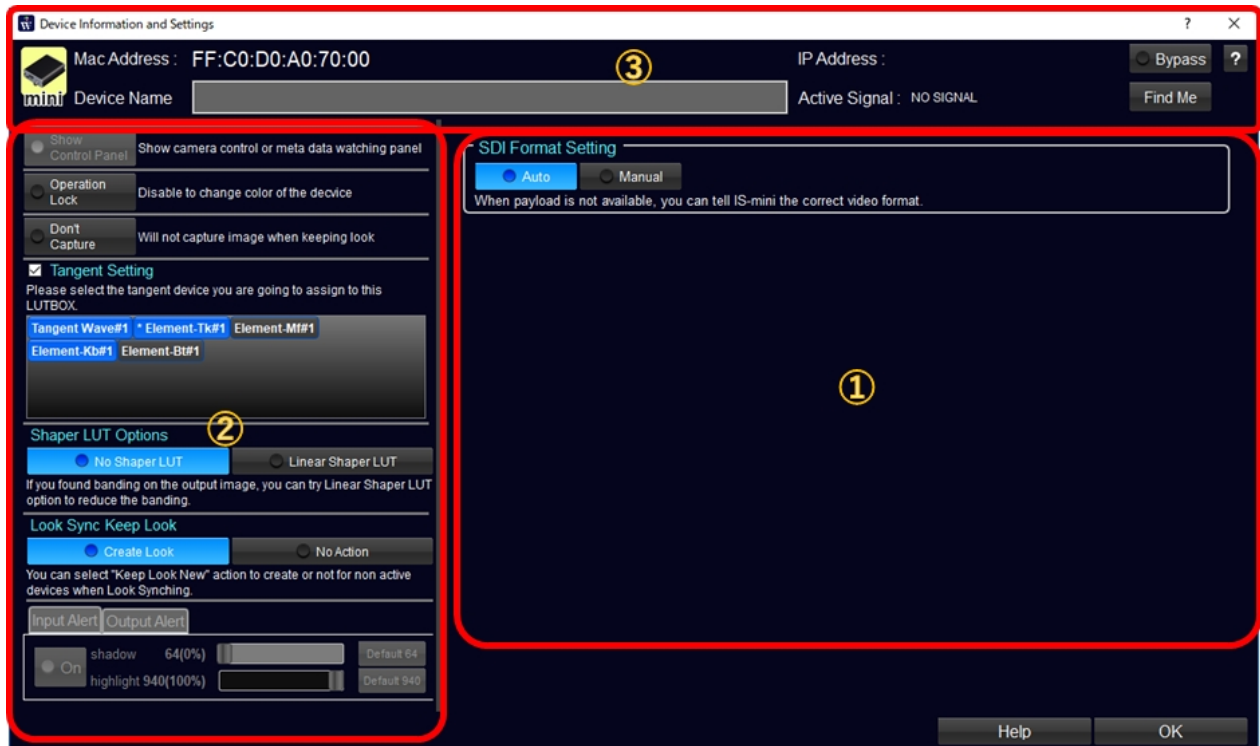 Device Information and Settings ? ×
Mac Address : FF:C0:D0:A0:70:00 ③ IP Address : Bypass ?
mini Device Name Active Signal : NO SIGNAL Find Me
Show Control Panel Show camera control or meta data watching panel
Operation Lock Disable to change color of the decvice
Don't Capture Will not capture image when keeping look
Tangent Setting
Please select the tangent device you are going to assign to this
LUTBOX.
Tangent Wave#1 * Element-Tk#1 Element-Mf#1
Element-Kb#1 Element-Bt#1
②
Shaper LUT Options
No Shaper LUT Linear Shaper LUT
If you found banding on the output image, you can try Linear Shaper LUT
option to reduce the banding.
Look Sync Keep Look
Create Look No Action
You can select "Keep Look New" action to create or not for non active
devices when Look Synching.
Input Alert Output Alert
On
shadow 64(0%) Default 64
highlight 940(100%) Default 940
SDI Format Setting
Auto Manual
When payload is not available, you can tell IS-mini the correct video format.
①
Help OK